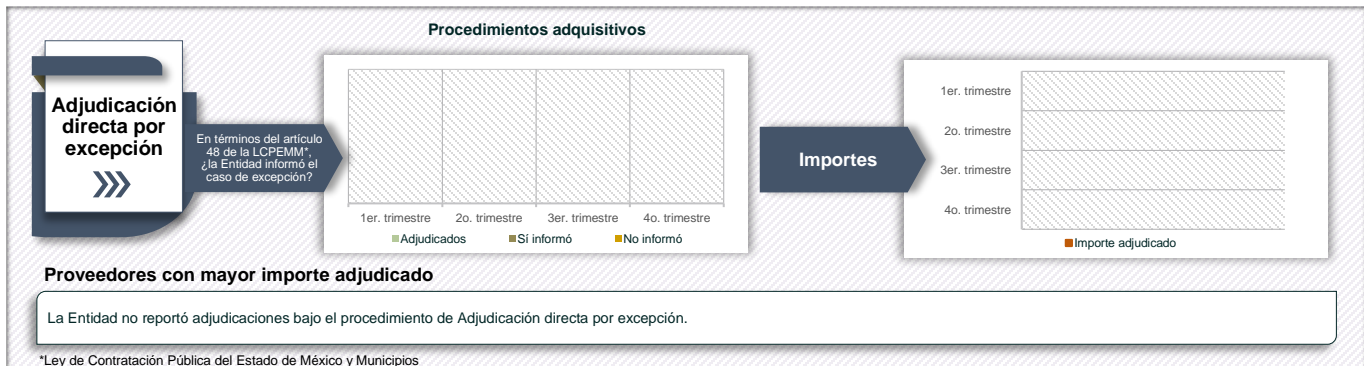 Procedimientos adquisitivos
Adjudicación
directa por
excepción
En términos del artículo
48 de la LCPEMM*,
¿la Entidad informó el
caso de excepción?
1er. trimestre 2o. trimestre 3er. trimestre 4o. trimestre
Adjudicados Sí informó No informó
Importes
1er. trimestre
2o. trimestre
3er. trimestre
4o. trimestre
Importe adjudicado
Proveedores con mayor importe adjudicado
La Entidad no reportó adjudicaciones bajo el procedimiento de Adjudicación directa por excepción.
*Ley de Contratación Pública del Estado de México y Municipios